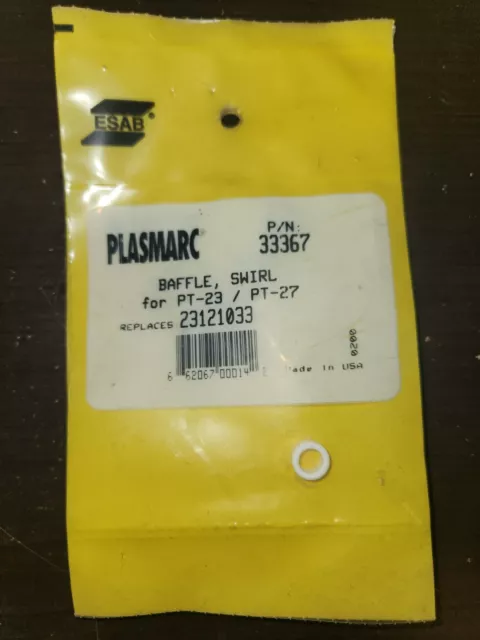 ESAB®
PLASMARC®
P/N:
33367
BAFFLE, SWIRL
for PT-23 / PT-27
REPLACES 23121033
0200
6 62067 00014
Made In USA